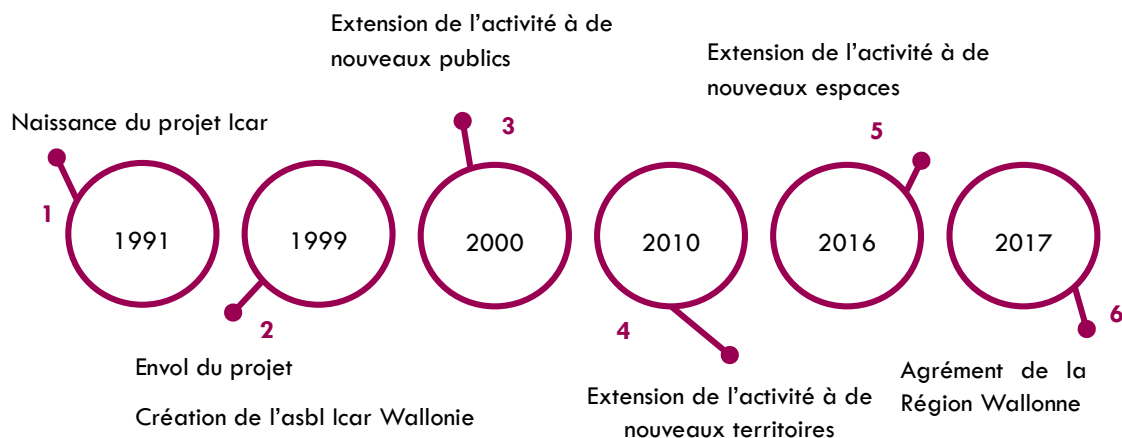 Extension de l’activité à de
nouveaux publics
Extension de l’activité à de
nouveaux espaces
Naissance du projet Icar
3
5
1
1991
1999
2000
2010
2016
2017
2
4
6
Envol du projet
Création de l’asbl Icar Wallonie
Extension de l’activité à de
nouveaux territoires
Agrément de la
Région Wallonne